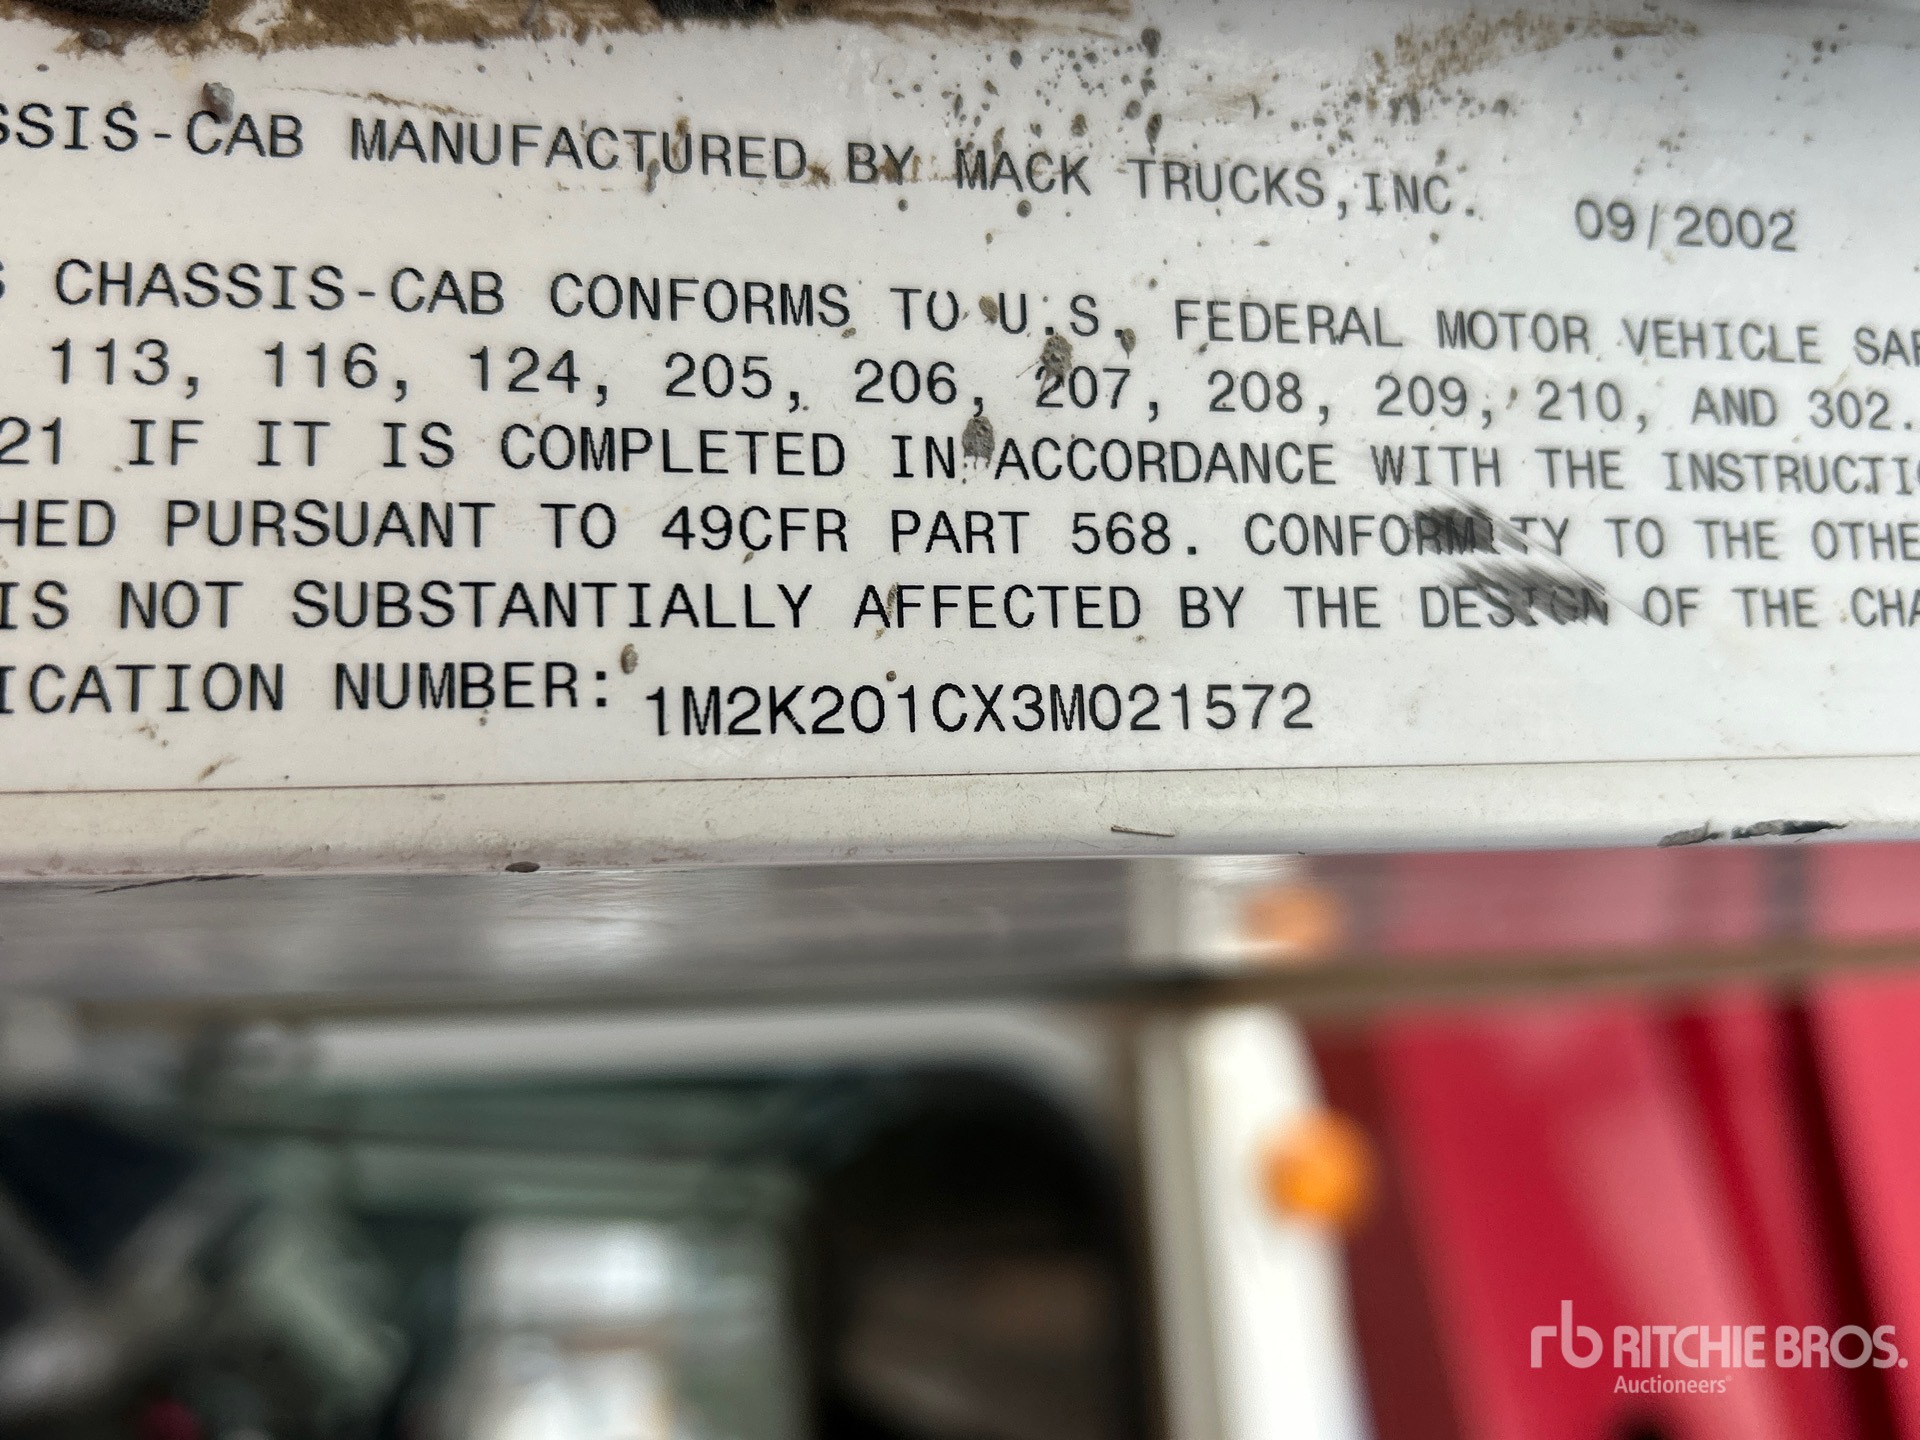 SSIS-CAB MANUFACTURED BY MACK TRUCKS,INC. 09/2002
S CHASSIS-CAB CONFORMS TO U.S. FEDERAL MOTOR VEHICLE SAF
113, 116, 124, 205, 206, 207, 208, 209, 210, AND 302.
21 IF IT IS COMPLETED IN ACCORDANCE WITH THE INSTRUCTIO
HED PURSUANT TO 49CFR PART 568. CONFORMITY TO THE OTHE
IS NOT SUBSTANTIALLY AFFECTED BY THE DESIGN OF THE CHA
ICATION NUMBER: 1M2K201CX3M021572
rb RITCHIE BROS.
Auctioneers